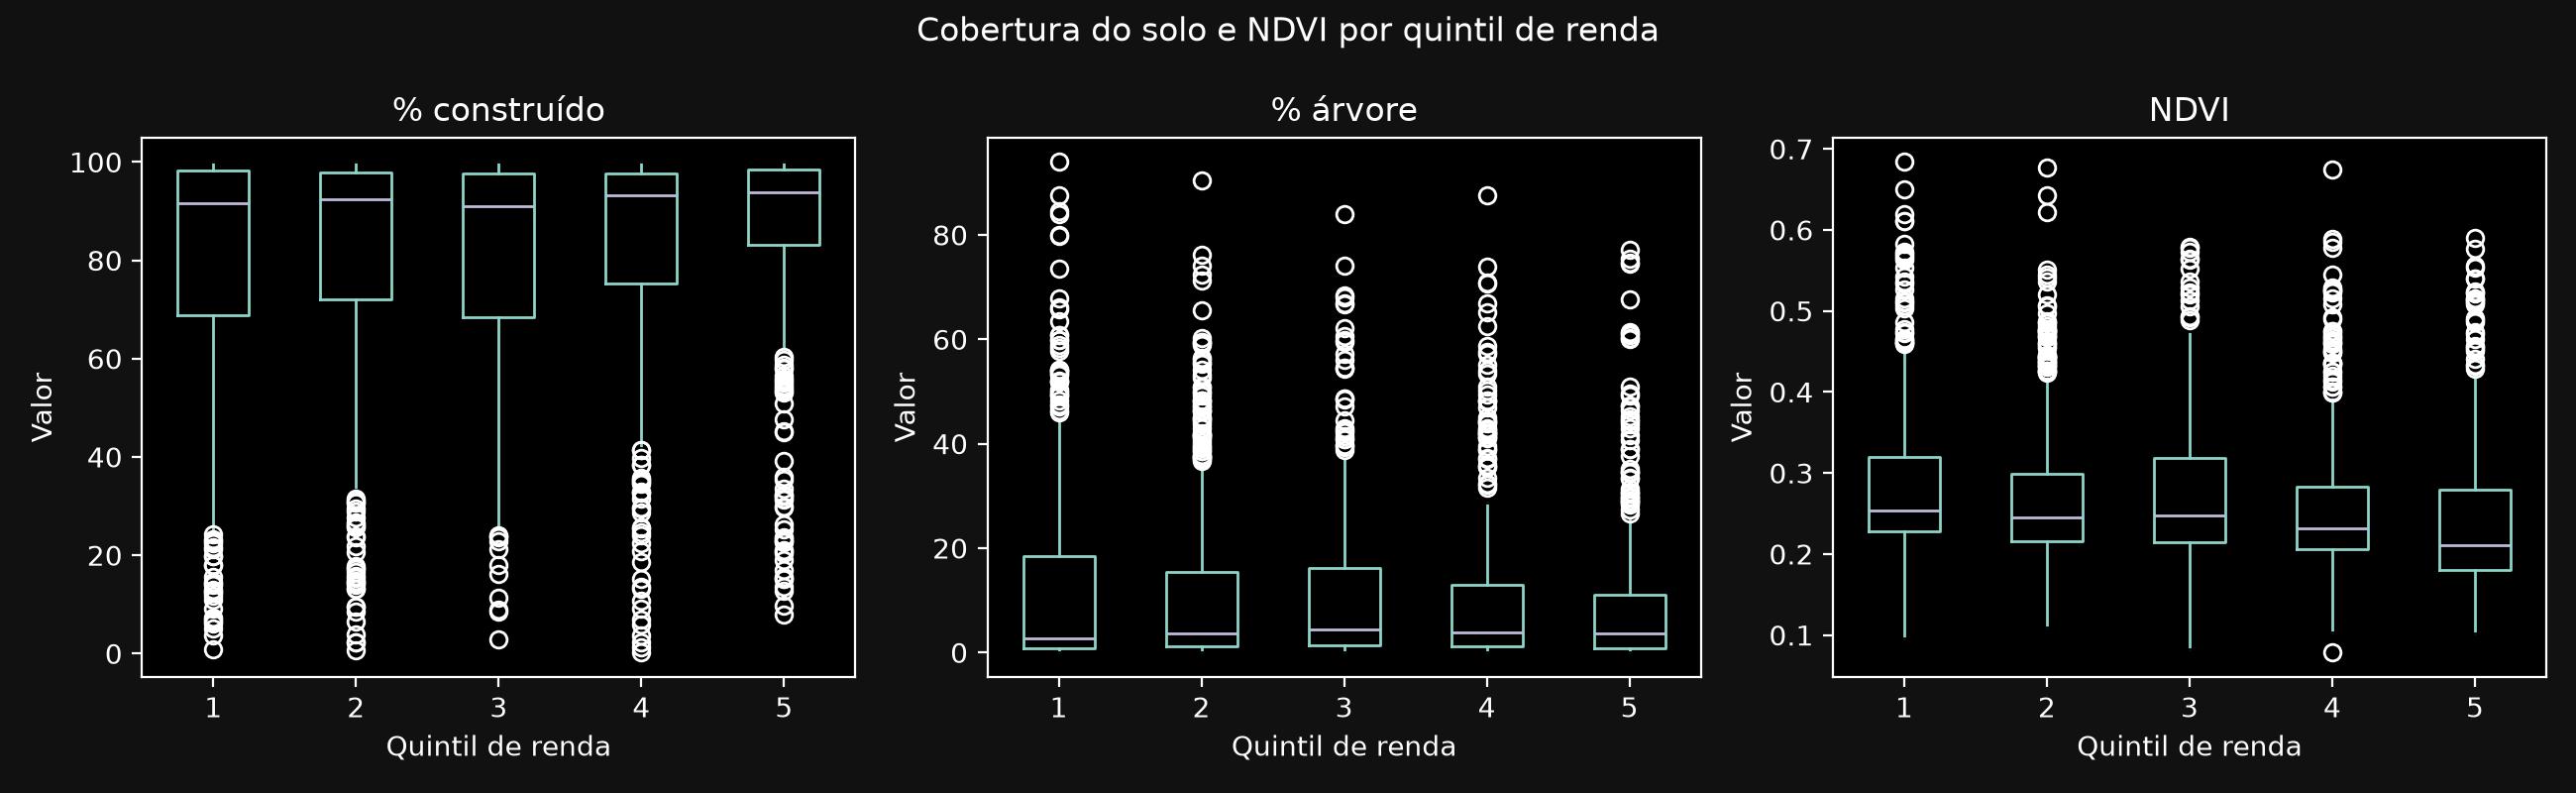 Cobertura do solo e NDVI por quintil de renda
% construído
100
80
60
40
20
0
Valor
1 2 3 4 5
Quintil de renda
% árvore
80
60
40
20
0
Valor
1 2 3 4 5
Quintil de renda
NDVI
0.7
0.6
0.5
0.4
0.3
0.2
0.1
Valor
1 2 3 4 5
Quintil de renda